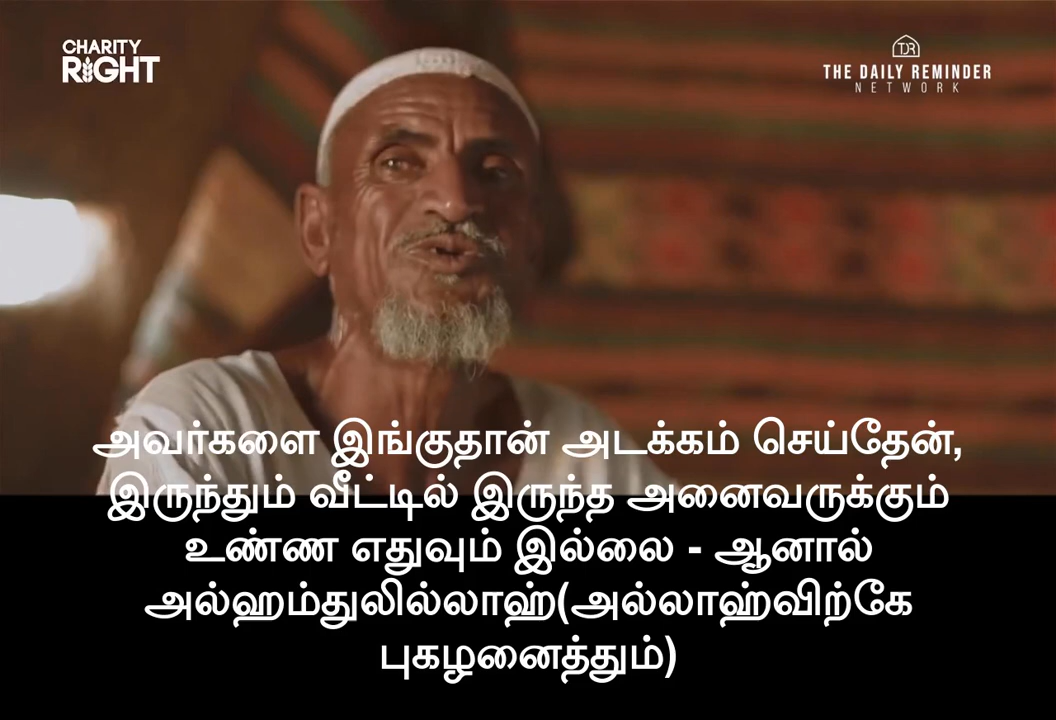 CHARITY
RIGHT
TDR
THE DAILY REMINDER
NETWORK
அவர்களை இங்குதான் அடக்கம் செய்தேன்,
இருந்தும் வீட்டில் இருந்த அனைவருக்கும்
உண்ண எதுவும் இல்லை - ஆனால்
அல்ஹம்துலில்லாஹ்(அல்லாஹ்விற்கே
புகழனைத்தும்)